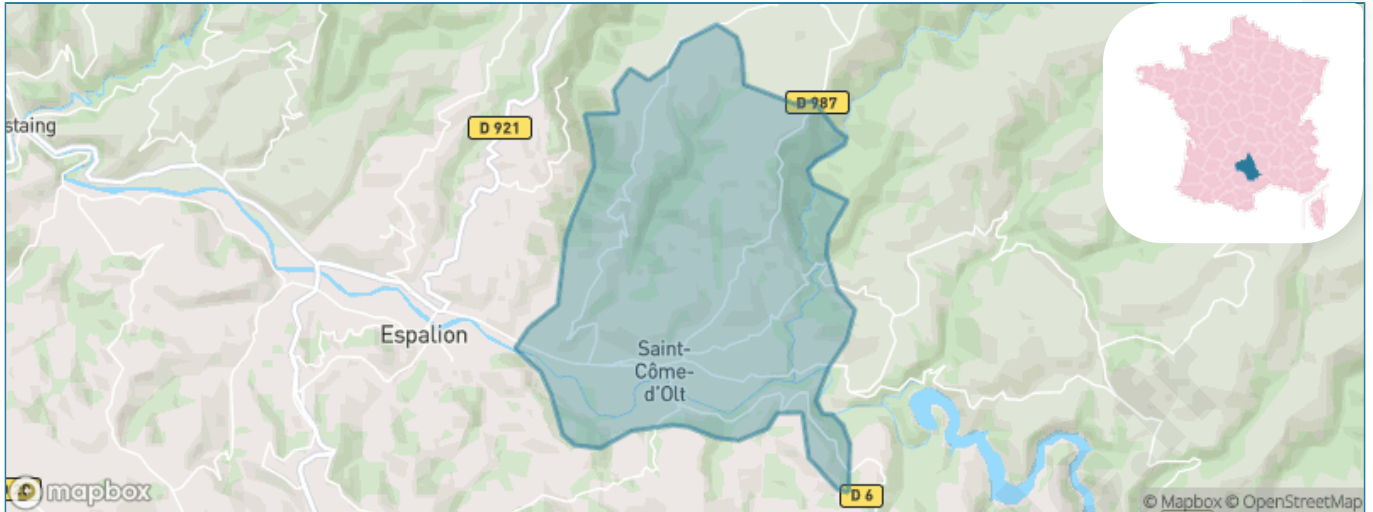 D 987
staing
D 921
Espalion
Saint-
Côme-
d'Olt
D 6
mapbox
© Mapbox © OpenStreetMap